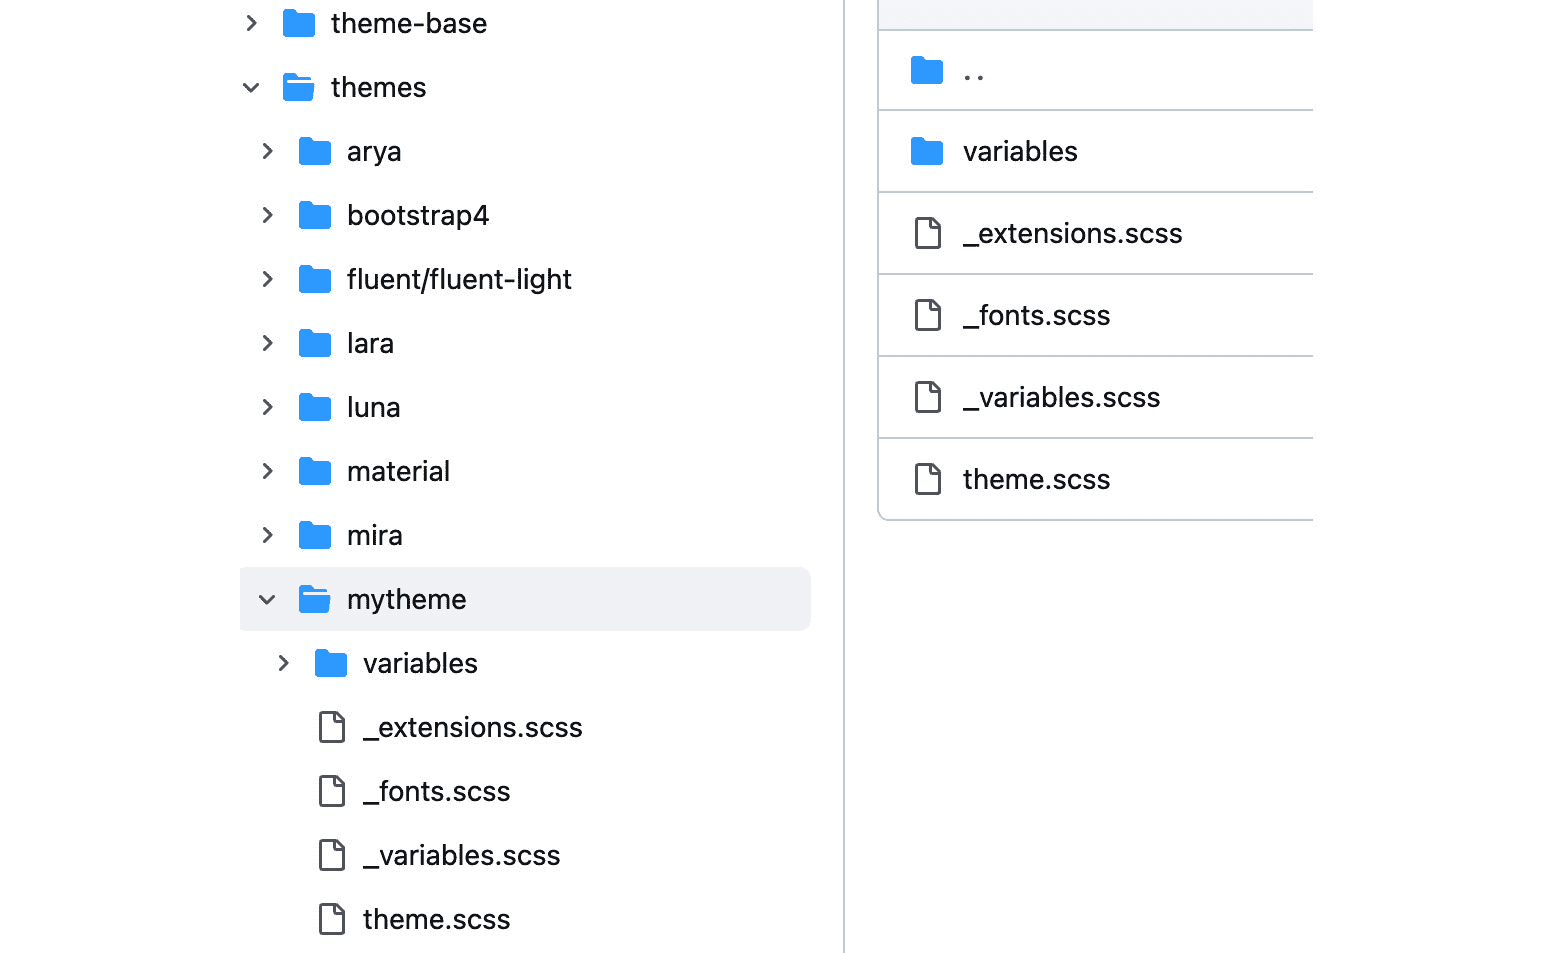 theme-base
themes
arya
bootstrap4
fluent/fluent-light
lara
luna
material
mira
mytheme
variables
_extensions.scss
_fonts.scss
_variables.scss
theme.scss
..
variables
_extensions.scss
_fonts.scss
_variables.scss
theme.scss